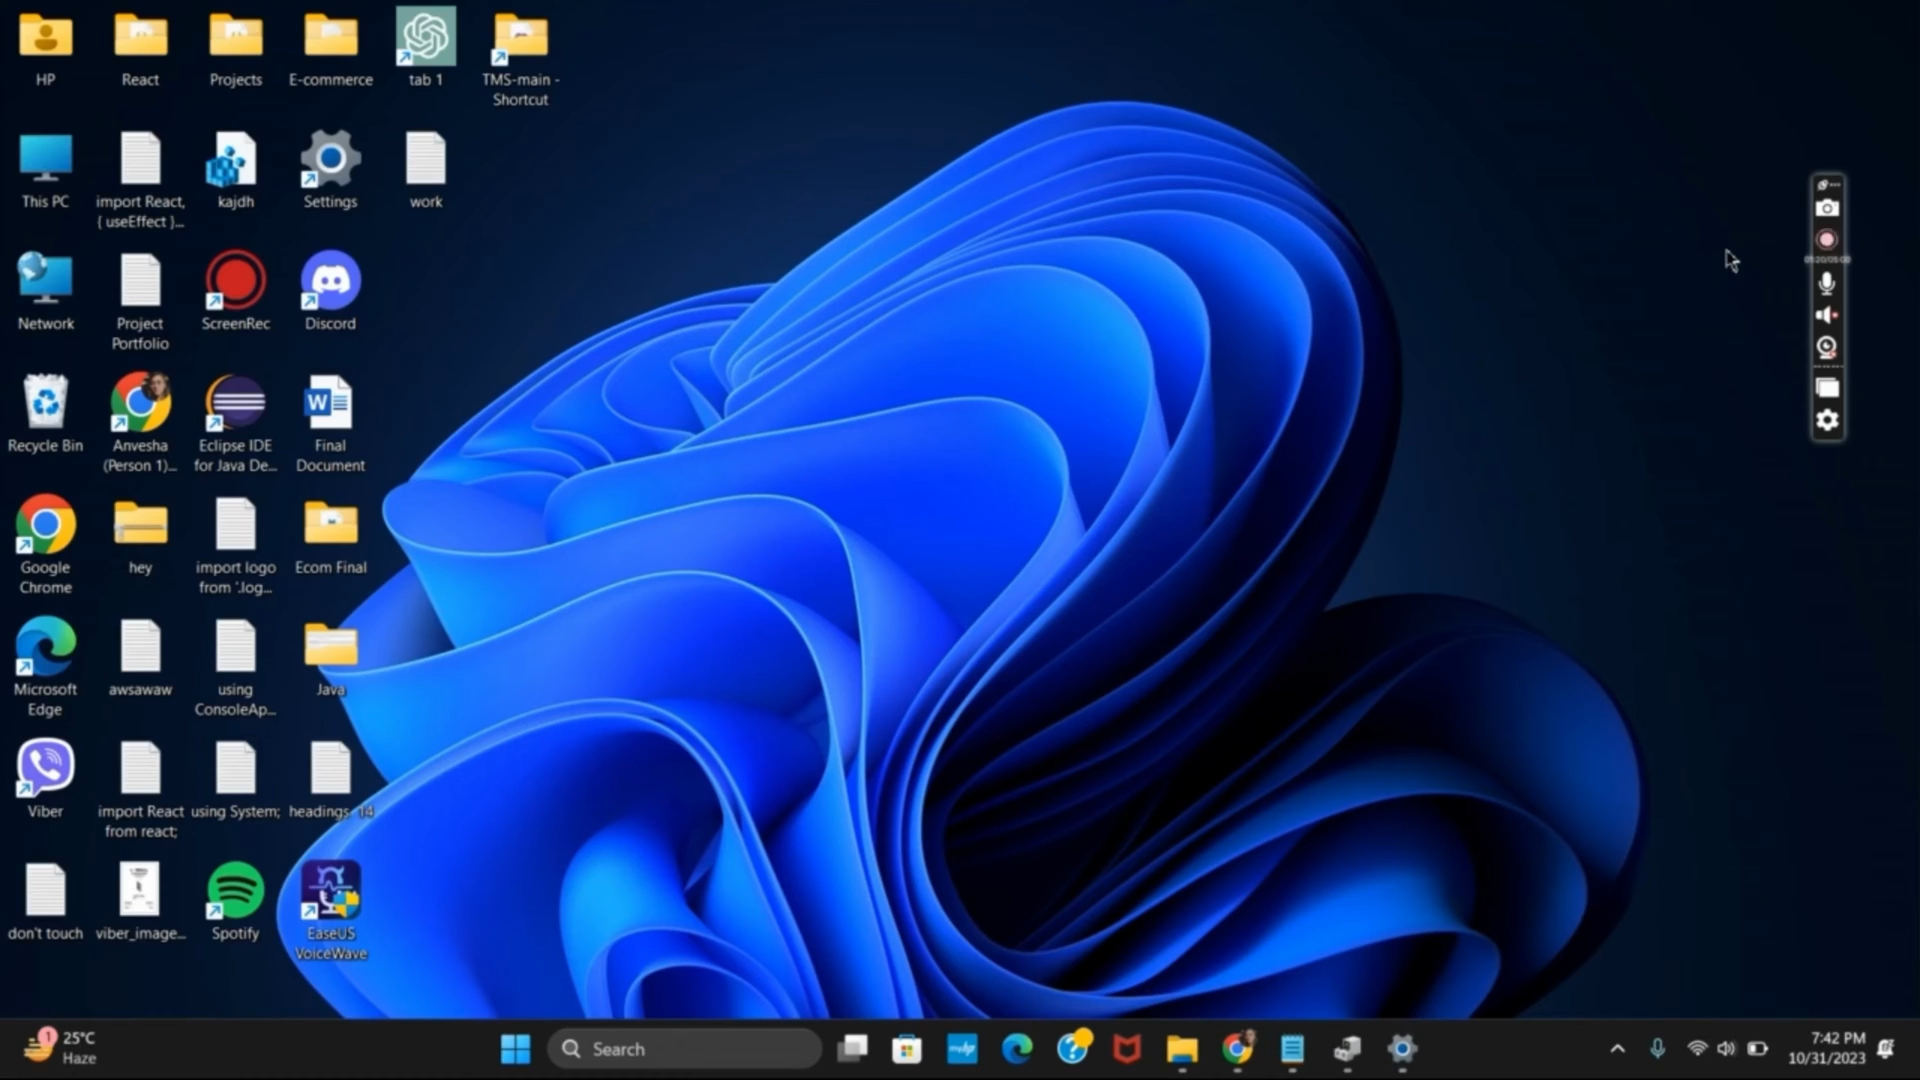 HP
React
Projects
E-commerce
tab 1
TMS-main -
Shortcut
This PC
import React,
{ useEffect }...
kajdh
Settings
work
Network
Project
Portfolio
ScreenRec
Discord
Recycle Bin
Anvesha
(Person 1)...
Eclipse IDE
for Java De...
Final
Document
Google
Chrome
hey
import logo
from '.log...
Ecom Final
Microsoft
Edge
awsawaw
using
ConsoleAp...
Java
Viber
import React
from react;
using System;
headings_14
don't touch
viber_image...
Spotify
EaseUS
VoiceWave
1
25°C
Haze
Search
myhp
7:42 PM
10/31/2023